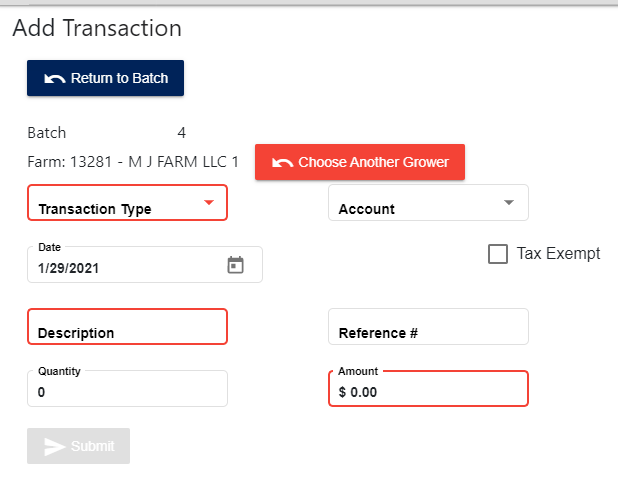 Add Transaction
Return to Batch
Batch 4
Farm: 13281 - M J FARM LLC 1
Choose Another Grower
Transaction Type
Account
Date
1/29/2021
Tax Exempt
Description
Reference #
Quantity
0
Amount
$ 0.00
Submit